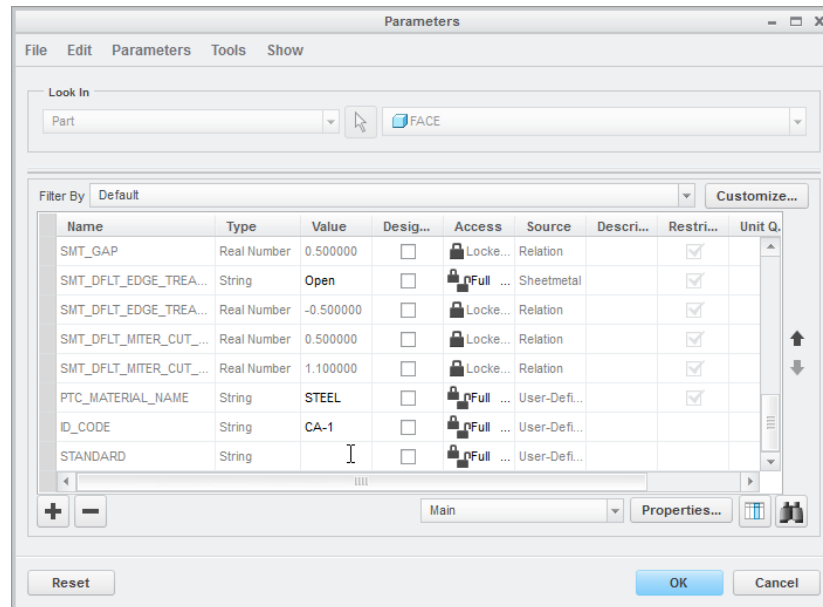 Parameters
File Edit Parameters Tools Show
Look In
Part FACE
Filter By Default Customize...
Name Type Value Desig... Access Source Descri... Restri... Unit Q.
SMT_GAP Real Number 0.500000 Locke... Relation
SMT_DFLT_EDGE_TREA... String Open Full ... Sheetmetal
SMT_DFLT_EDGE_TREA... Real Number -0.500000 Locke... Relation
SMT_DFLT_MITER_CUT_... Real Number 0.500000 Locke... Relation
SMT_DFLT_MITER_CUT_... Real Number 1.100000 Locke... Relation
PTC_MATERIAL_NAME String STEEL Full ... User-Defi...
ID_CODE String CA-1 Full ... User-Defi...
STANDARD String Full ... User-Defi...
Main Properties...
Reset OK Cancel